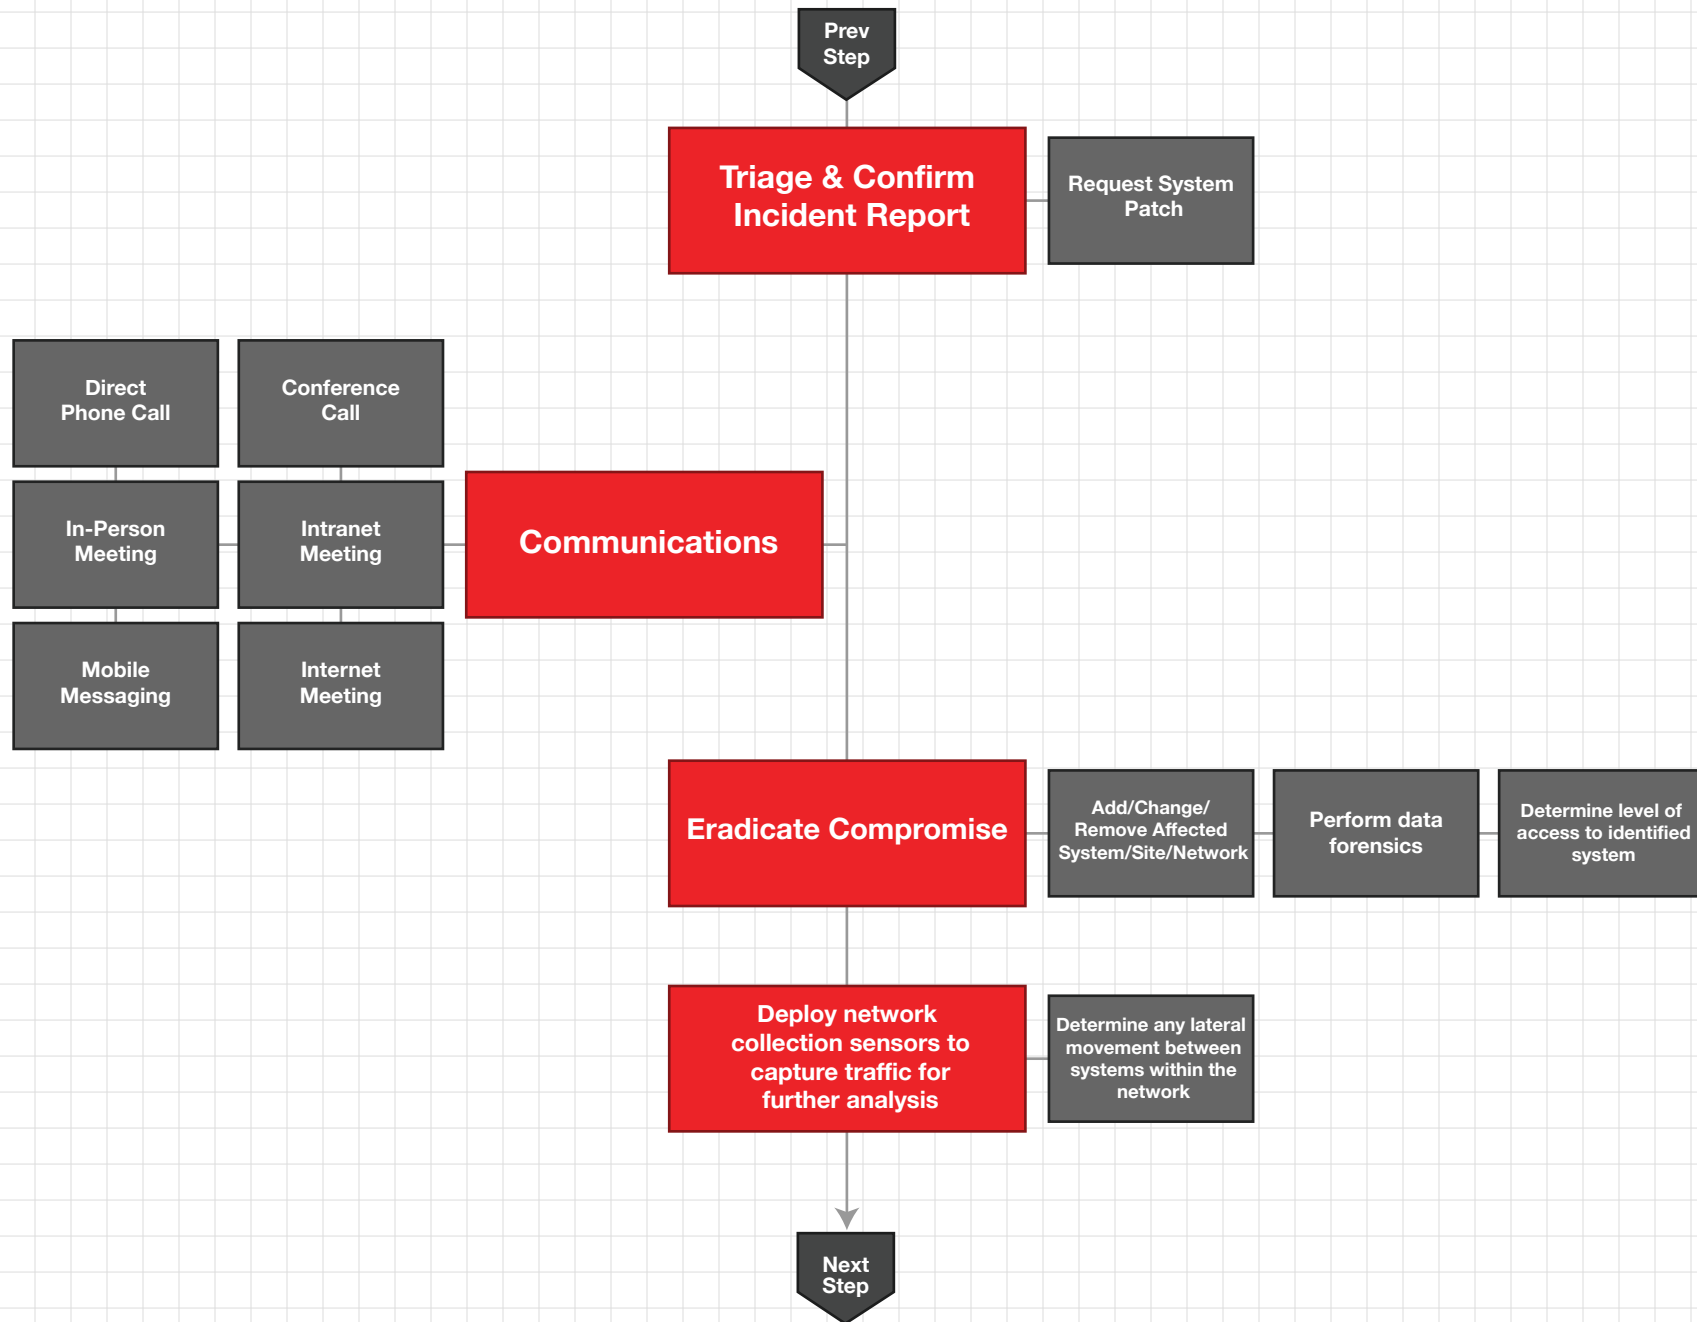 Prev
Step
Triage & Confirm
Incident Report
Request System
Patch
Direct
Phone Call
Conference
Call
In-Person
Meeting
Intranet
Meeting
Communications
Mobile
Messaging
Internet
Meeting
Eradicate Compromise
Add/Change/
Remove Affected
System/Site/Network
Perform data
forensics
Determine level of
access to identified
system
Deploy network
collection sensors to
capture traffic for
further analysis
Determine any lateral
movement between
systems within the
network
Next
Step